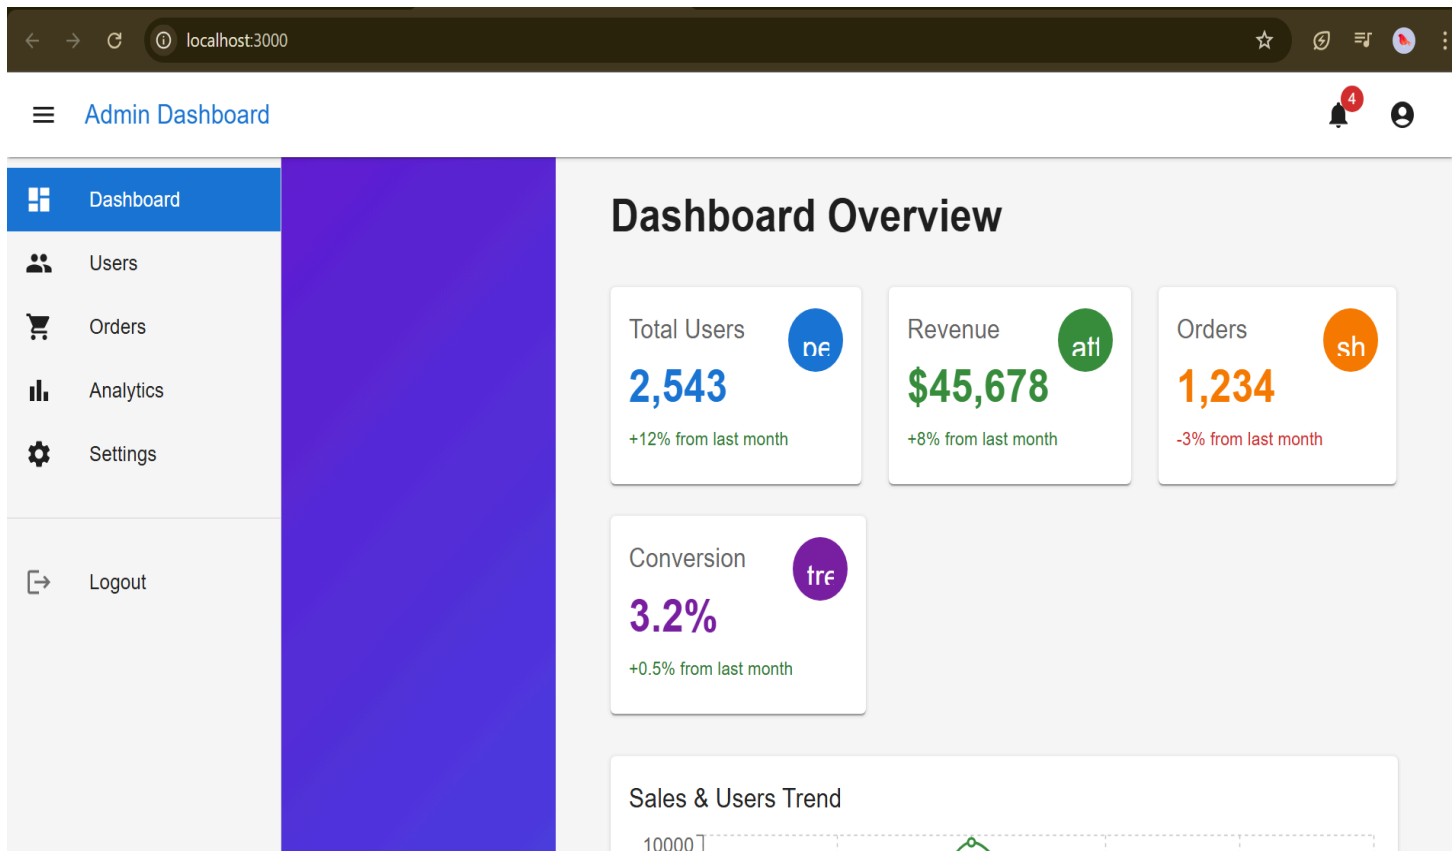 localhost:3000
Admin Dashboard
4
Dashboard
Users
Orders
Analytics
Settings
Logout
Dashboard Overview
Total Users
pe
2,543
+12% from last month
Revenue
$45,678
+8% from last month
Orders
sh
1,234
-3% from last month
Conversion
tre
3.2%
+0.5% from last month
Sales & Users Trend
10000